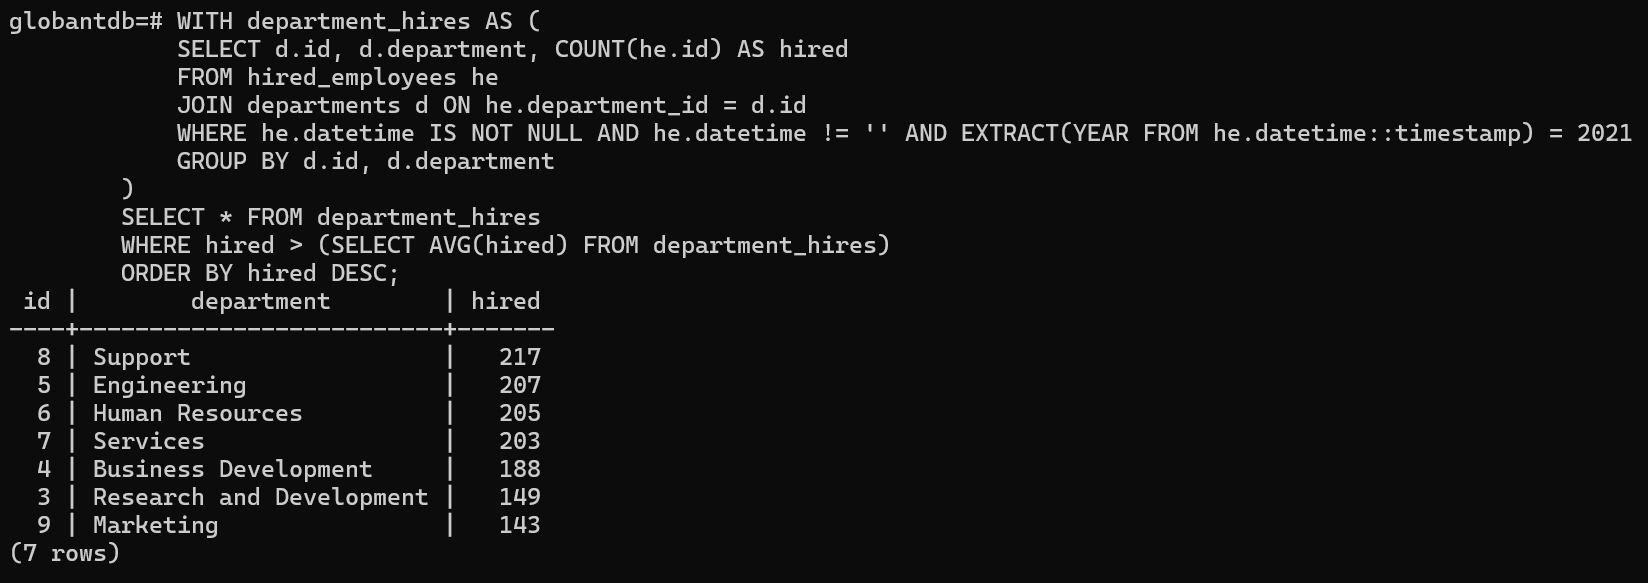 globantdb=# WITH department_hires AS (
            SELECT d.id, d.department, COUNT(he.id) AS hired
            FROM hired_employees he
            JOIN departments d ON he.department_id = d.id
            WHERE he.datetime IS NOT NULL AND he.datetime != '' AND EXTRACT(YEAR FROM he.datetime::timestamp) = 2021
            GROUP BY d.id, d.department
        )
        SELECT * FROM department_hires
        WHERE hired > (SELECT AVG(hired) FROM department_hires)
        ORDER BY hired DESC;
 id |        department        | hired
----+--------------------------+-------
  8 | Support                  |   217
  5 | Engineering              |   207
  6 | Human Resources          |   205
  7 | Services                 |   203
  4 | Business Development     |   188
  3 | Research and Development |   149
  9 | Marketing                |   143
(7 rows)